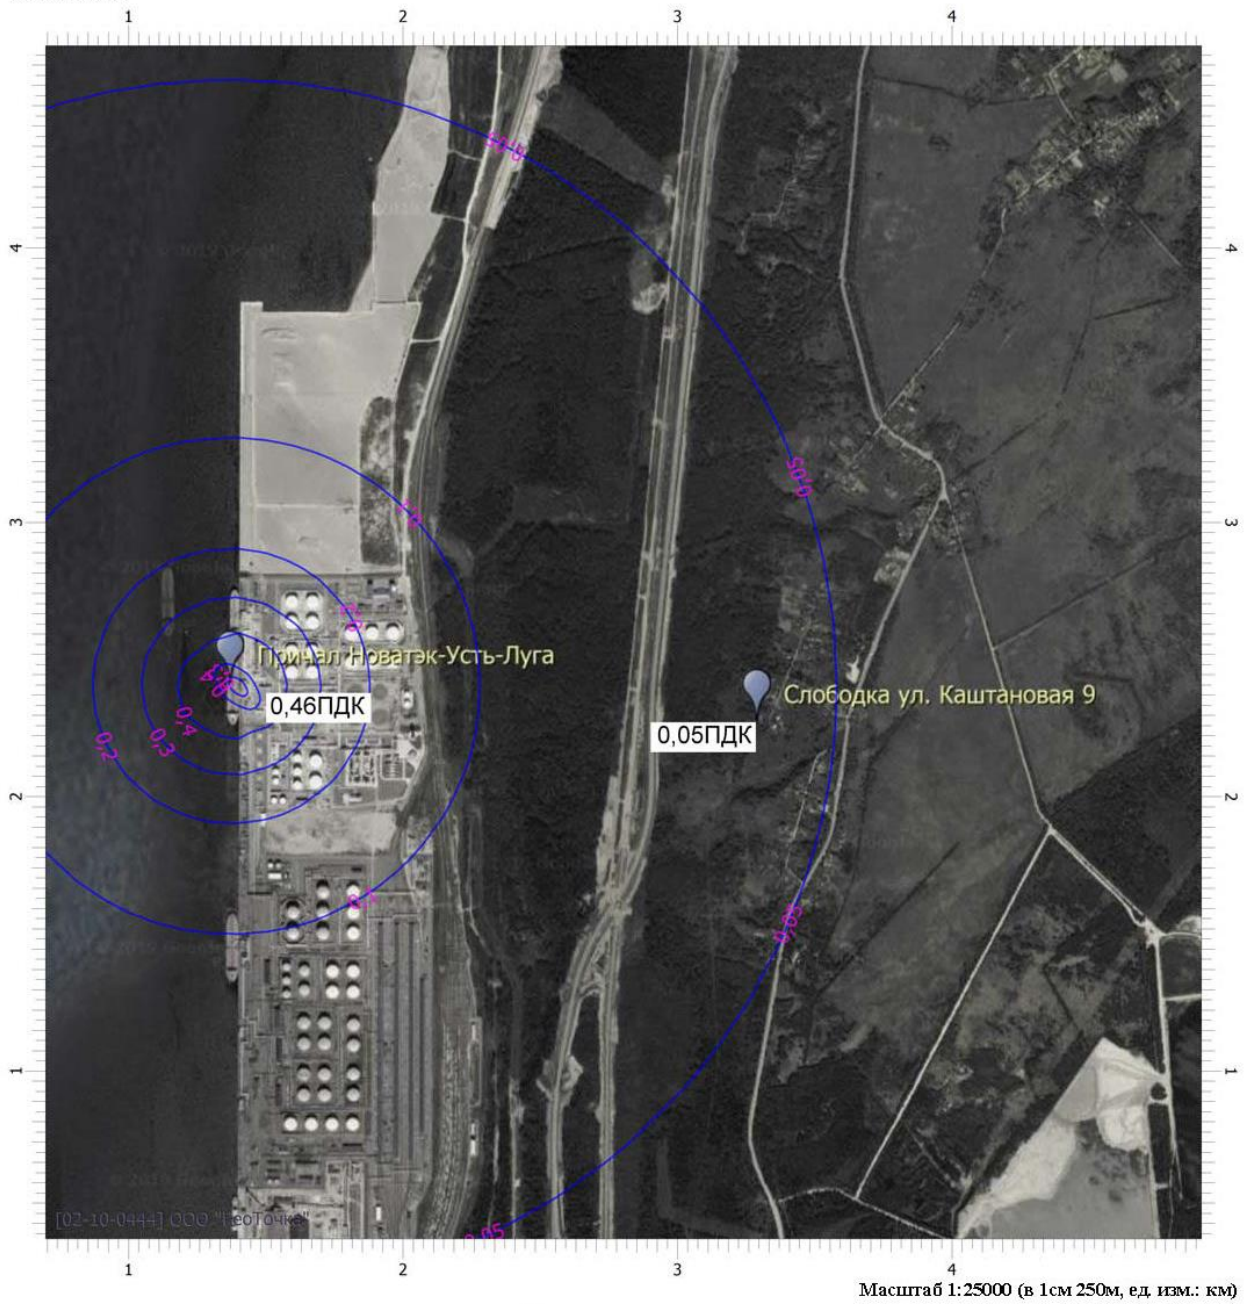 1 2 3 4
0,05
4 4
0,05
0,1
3 3
0,2
Причал Новатэк-Усть-Луга
0,46ПДК
Слободка ул. Каштановая 9
0,05ПДК
0,4
0,3
0,2
2 2
0,1
0,05
1 1
[02-10-0444] ООО "ГеоТочка"
0,05
1 2 3 4
Масштаб 1:25000 (в 1см 250м, ед. изм.: км)